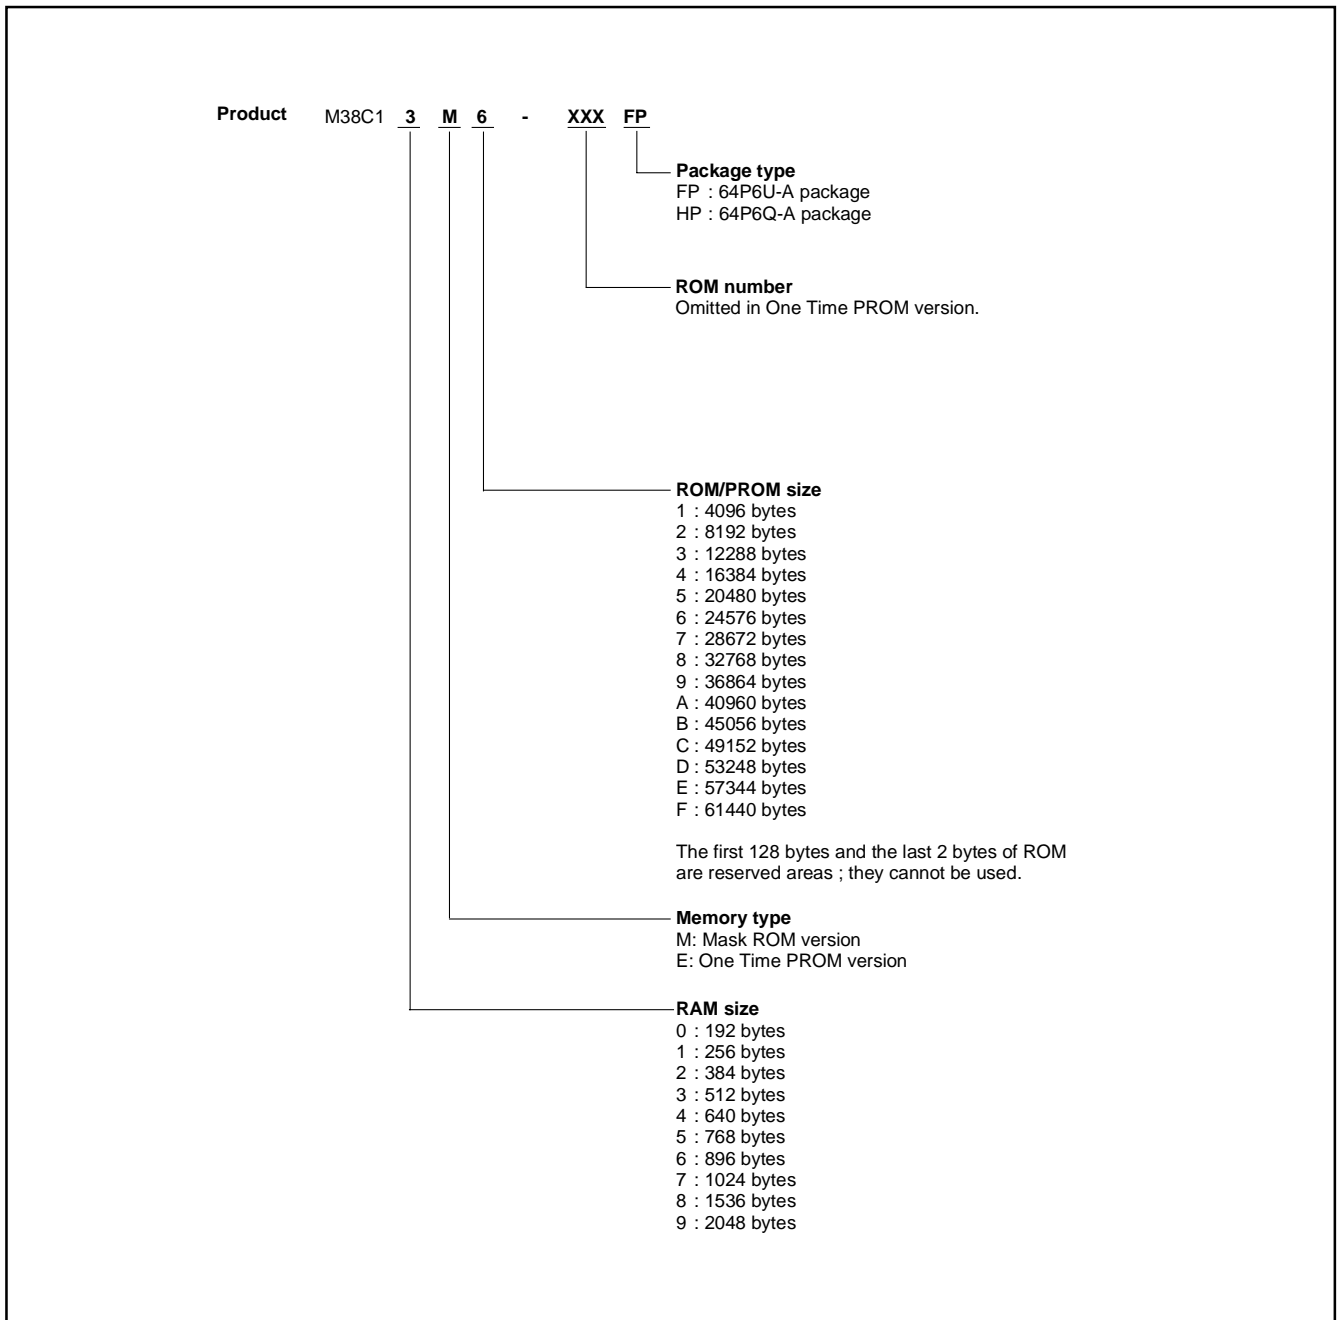 Product M38C1 3 M 6 - XXX FP
Package type
FP : 64P6U-A package
HP : 64P6Q-A package
ROM number
Omitted in One Time PROM version.
ROM/PROM size
1 : 4096 bytes
2 : 8192 bytes
3 : 12288 bytes
4 : 16384 bytes
5 : 20480 bytes
6 : 24576 bytes
7 : 28672 bytes
8 : 32768 bytes
9 : 36864 bytes
A : 40960 bytes
B : 45056 bytes
C : 49152 bytes
D : 53248 bytes
E : 57344 bytes
F : 61440 bytes
The first 128 bytes and the last 2 bytes of ROM
are reserved areas ; they cannot be used.
Memory type
M: Mask ROM version
E: One Time PROM version
RAM size
0 : 192 bytes
1 : 256 bytes
2 : 384 bytes
3 : 512 bytes
4 : 640 bytes
5 : 768 bytes
6 : 896 bytes
7 : 1024 bytes
8 : 1536 bytes
9 : 2048 bytes